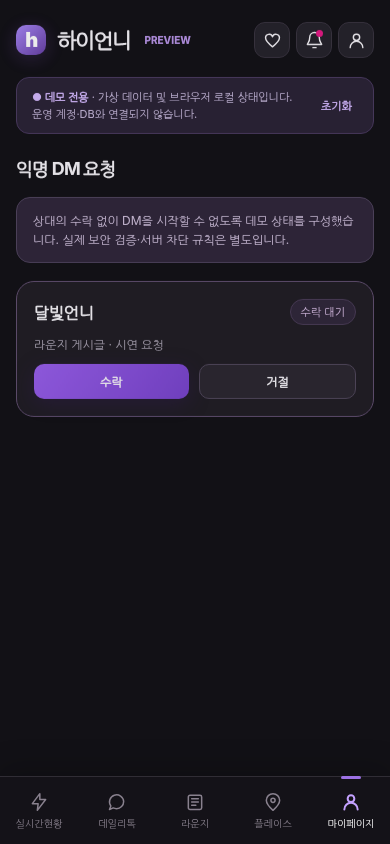 h 하이언니 PREVIEW
● 데모 전용 · 가상 데이터 및 브라우저 로컬 상태입니다.
운영 계정·DB와 연결되지 않습니다.
초기화
익명 DM 요청
상대의 수락 없이 DM을 시작할 수 없도록 데모 상태를 구성했습
니다. 실제 보안 검증·서버 차단 규칙은 별도입니다.
달빛언니 수락 대기
라운지 게시글 · 시연 요청
수락 거절
실시간현황 데일리톡 라운지 플레이스 마이페이지